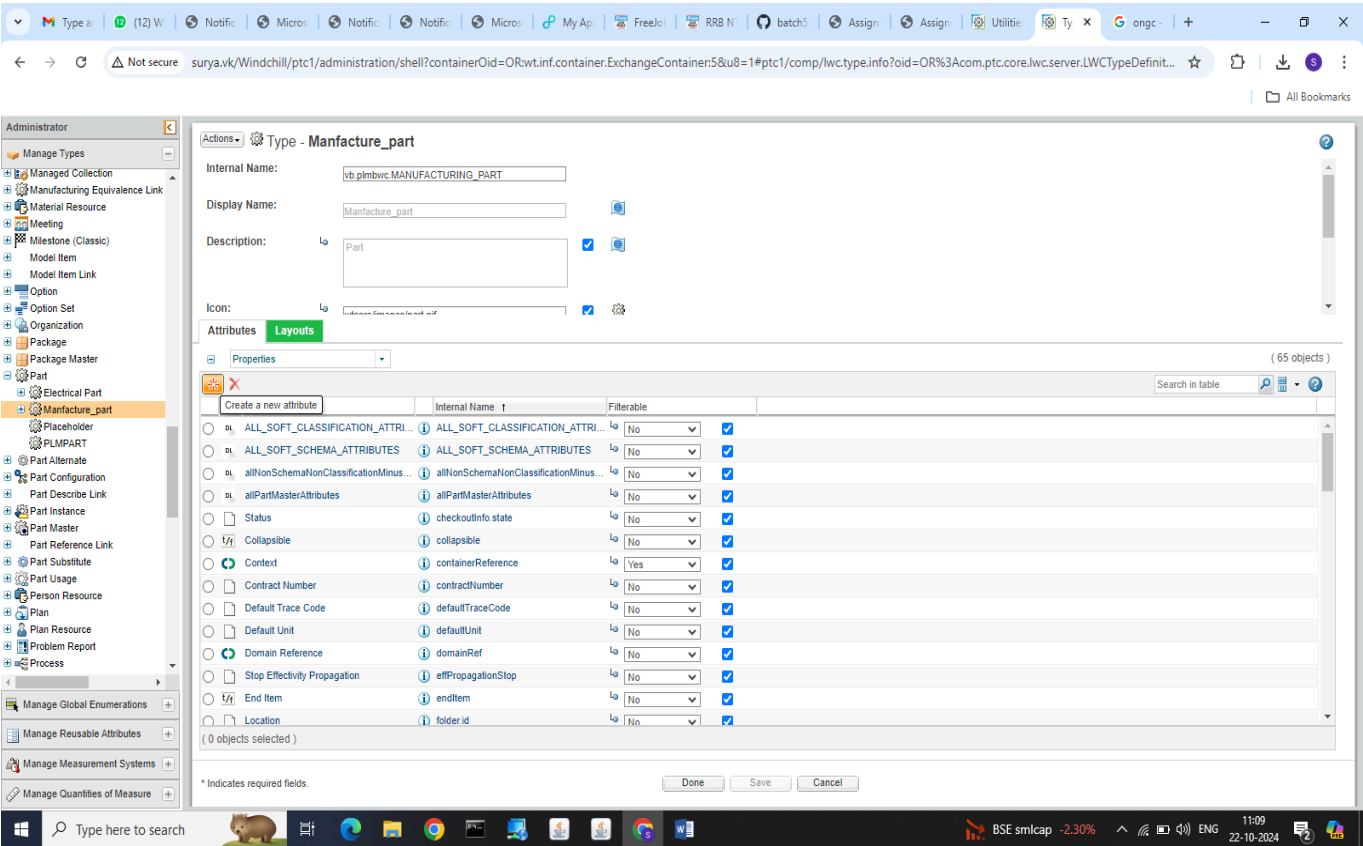 Type a
(12) W
Notific
Micros
Notific
Notific
Micros
My Ap
FreeJol
RRB N
batch5
Assign
Assign
Utilitie
Ty
ongc -
Not secure
surya.vk/Windchill/ptc1/administration/shell?containerOid=OR:wt.inf.container.ExchangeContainer:5&u8=1#ptc1/comp/lwc.type.info?oid=OR%3Acom.ptc.core.lwc.server.LWCTypeDefinit...
S
All Bookmarks
Administrator
Manage Types
Managed Collection
Manufacturing Equivalence Link
Material Resource
Meeting
Milestone (Classic)
Model Item
Model Item Link
Option
Option Set
Organization
Package
Package Master
Part
Electrical Part
Manfacture_part
Placeholder
PLMPART
Part Alternate
Part Configuration
Part Describe Link
Part Instance
Part Master
Part Reference Link
Part Substitute
Part Usage
Person Resource
Plan
Plan Resource
Problem Report
Process
Manage Global Enumerations
Manage Reusable Attributes
Manage Measurement Systems
Manage Quantities of Measure
Actions
Type - Manfacture_part
Internal Name:
vb.plmbwc.MANUFACTURING_PART
Display Name:
Manfacture_part
Description:
Part
Icon:
Attributes
Layouts
Properties
( 65 objects )
Search in table
Create a new attribute
Internal Name
Filterable
DL ALL_SOFT_CLASSIFICATION_ATTRI... ALL_SOFT_CLASSIFICATION_ATTRI... No
DL ALL_SOFT_SCHEMA_ATTRIBUTES ALL_SOFT_SCHEMA_ATTRIBUTES No
DL allNonSchemaNonClassificationMinus... allNonSchemaNonClassificationMinus... No
DL allPartMasterAttributes allPartMasterAttributes No
Status checkoutInfo.state No
t/f Collapsible collapsible No
Context containerReference Yes
Contract Number contractNumber No
Default Trace Code defaultTraceCode No
Default Unit defaultUnit No
Domain Reference domainRef No
Stop Effectivity Propagation effPropagationStop No
t/f End Item endItem No
Location folder.id No
( 0 objects selected )
* Indicates required fields.
Done
Save
Cancel
Type here to search
BSE smlcap -2.30%
ENG
11:09
22-10-2024
2